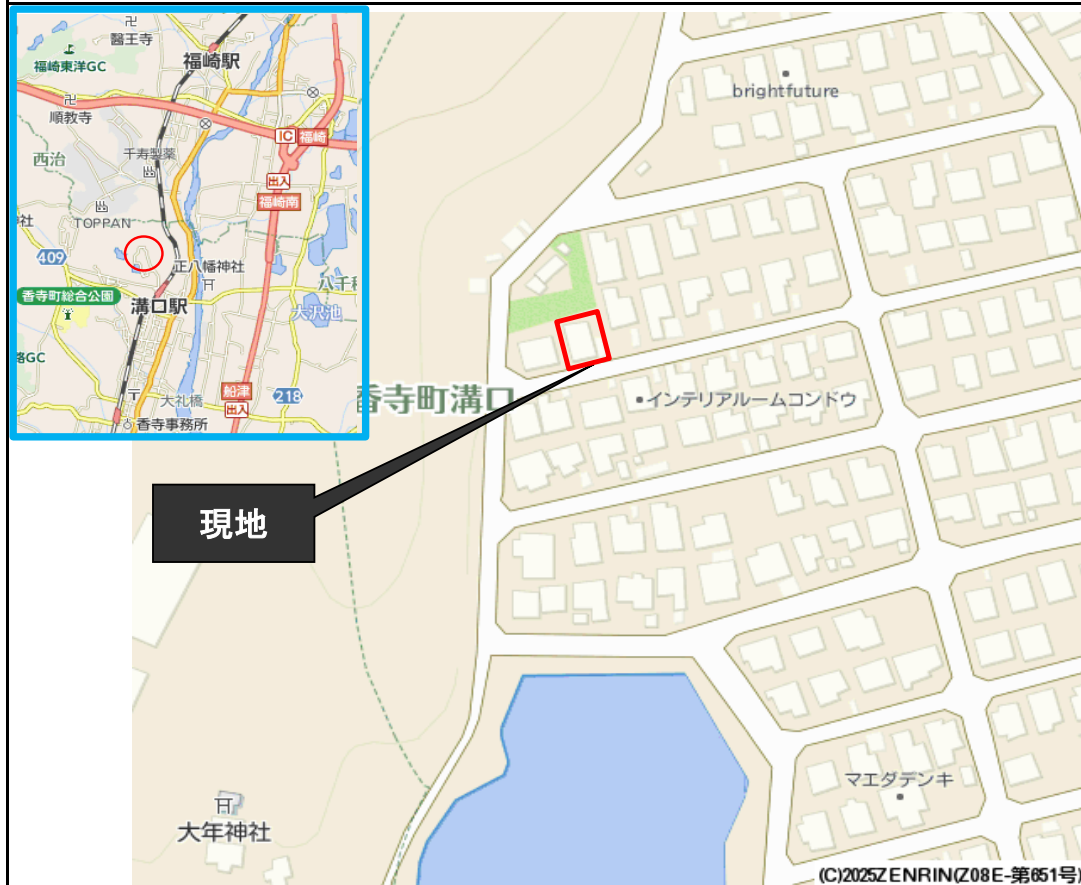 醫王寺
福崎駅
福崎東洋GC
順教寺
IC 福崎
西治
千寿製薬
出入
福崎南
TOPPAN
409
正八幡神社
香寺町総合公園
溝口駅
大沢池
船津
出入
218
大礼橋
香寺事務所
brightfuture
香寺町溝口
インテリアルームコンドウ
現地
マエダデンキ
大年神社
(C)2025ZENRIN(Z08E-第651号)